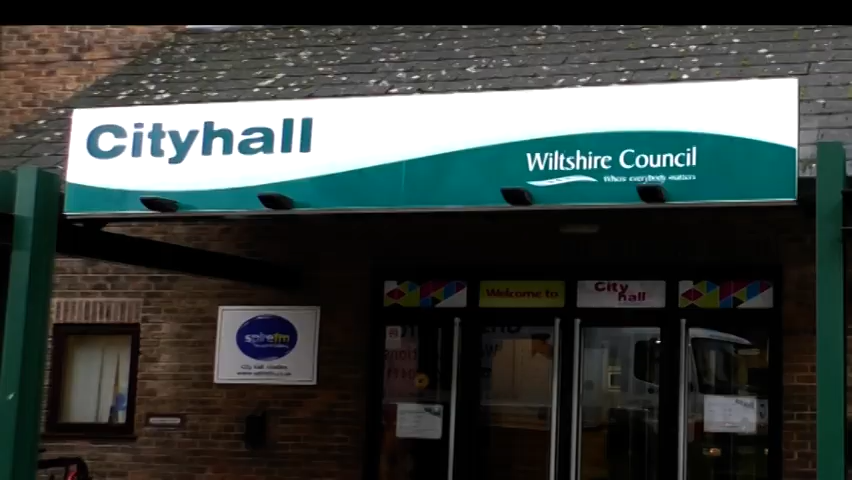 Cityhall
Wiltshire Council
Where everybody matters
Welcome to
City
hall
spirefm
City Hall Studios